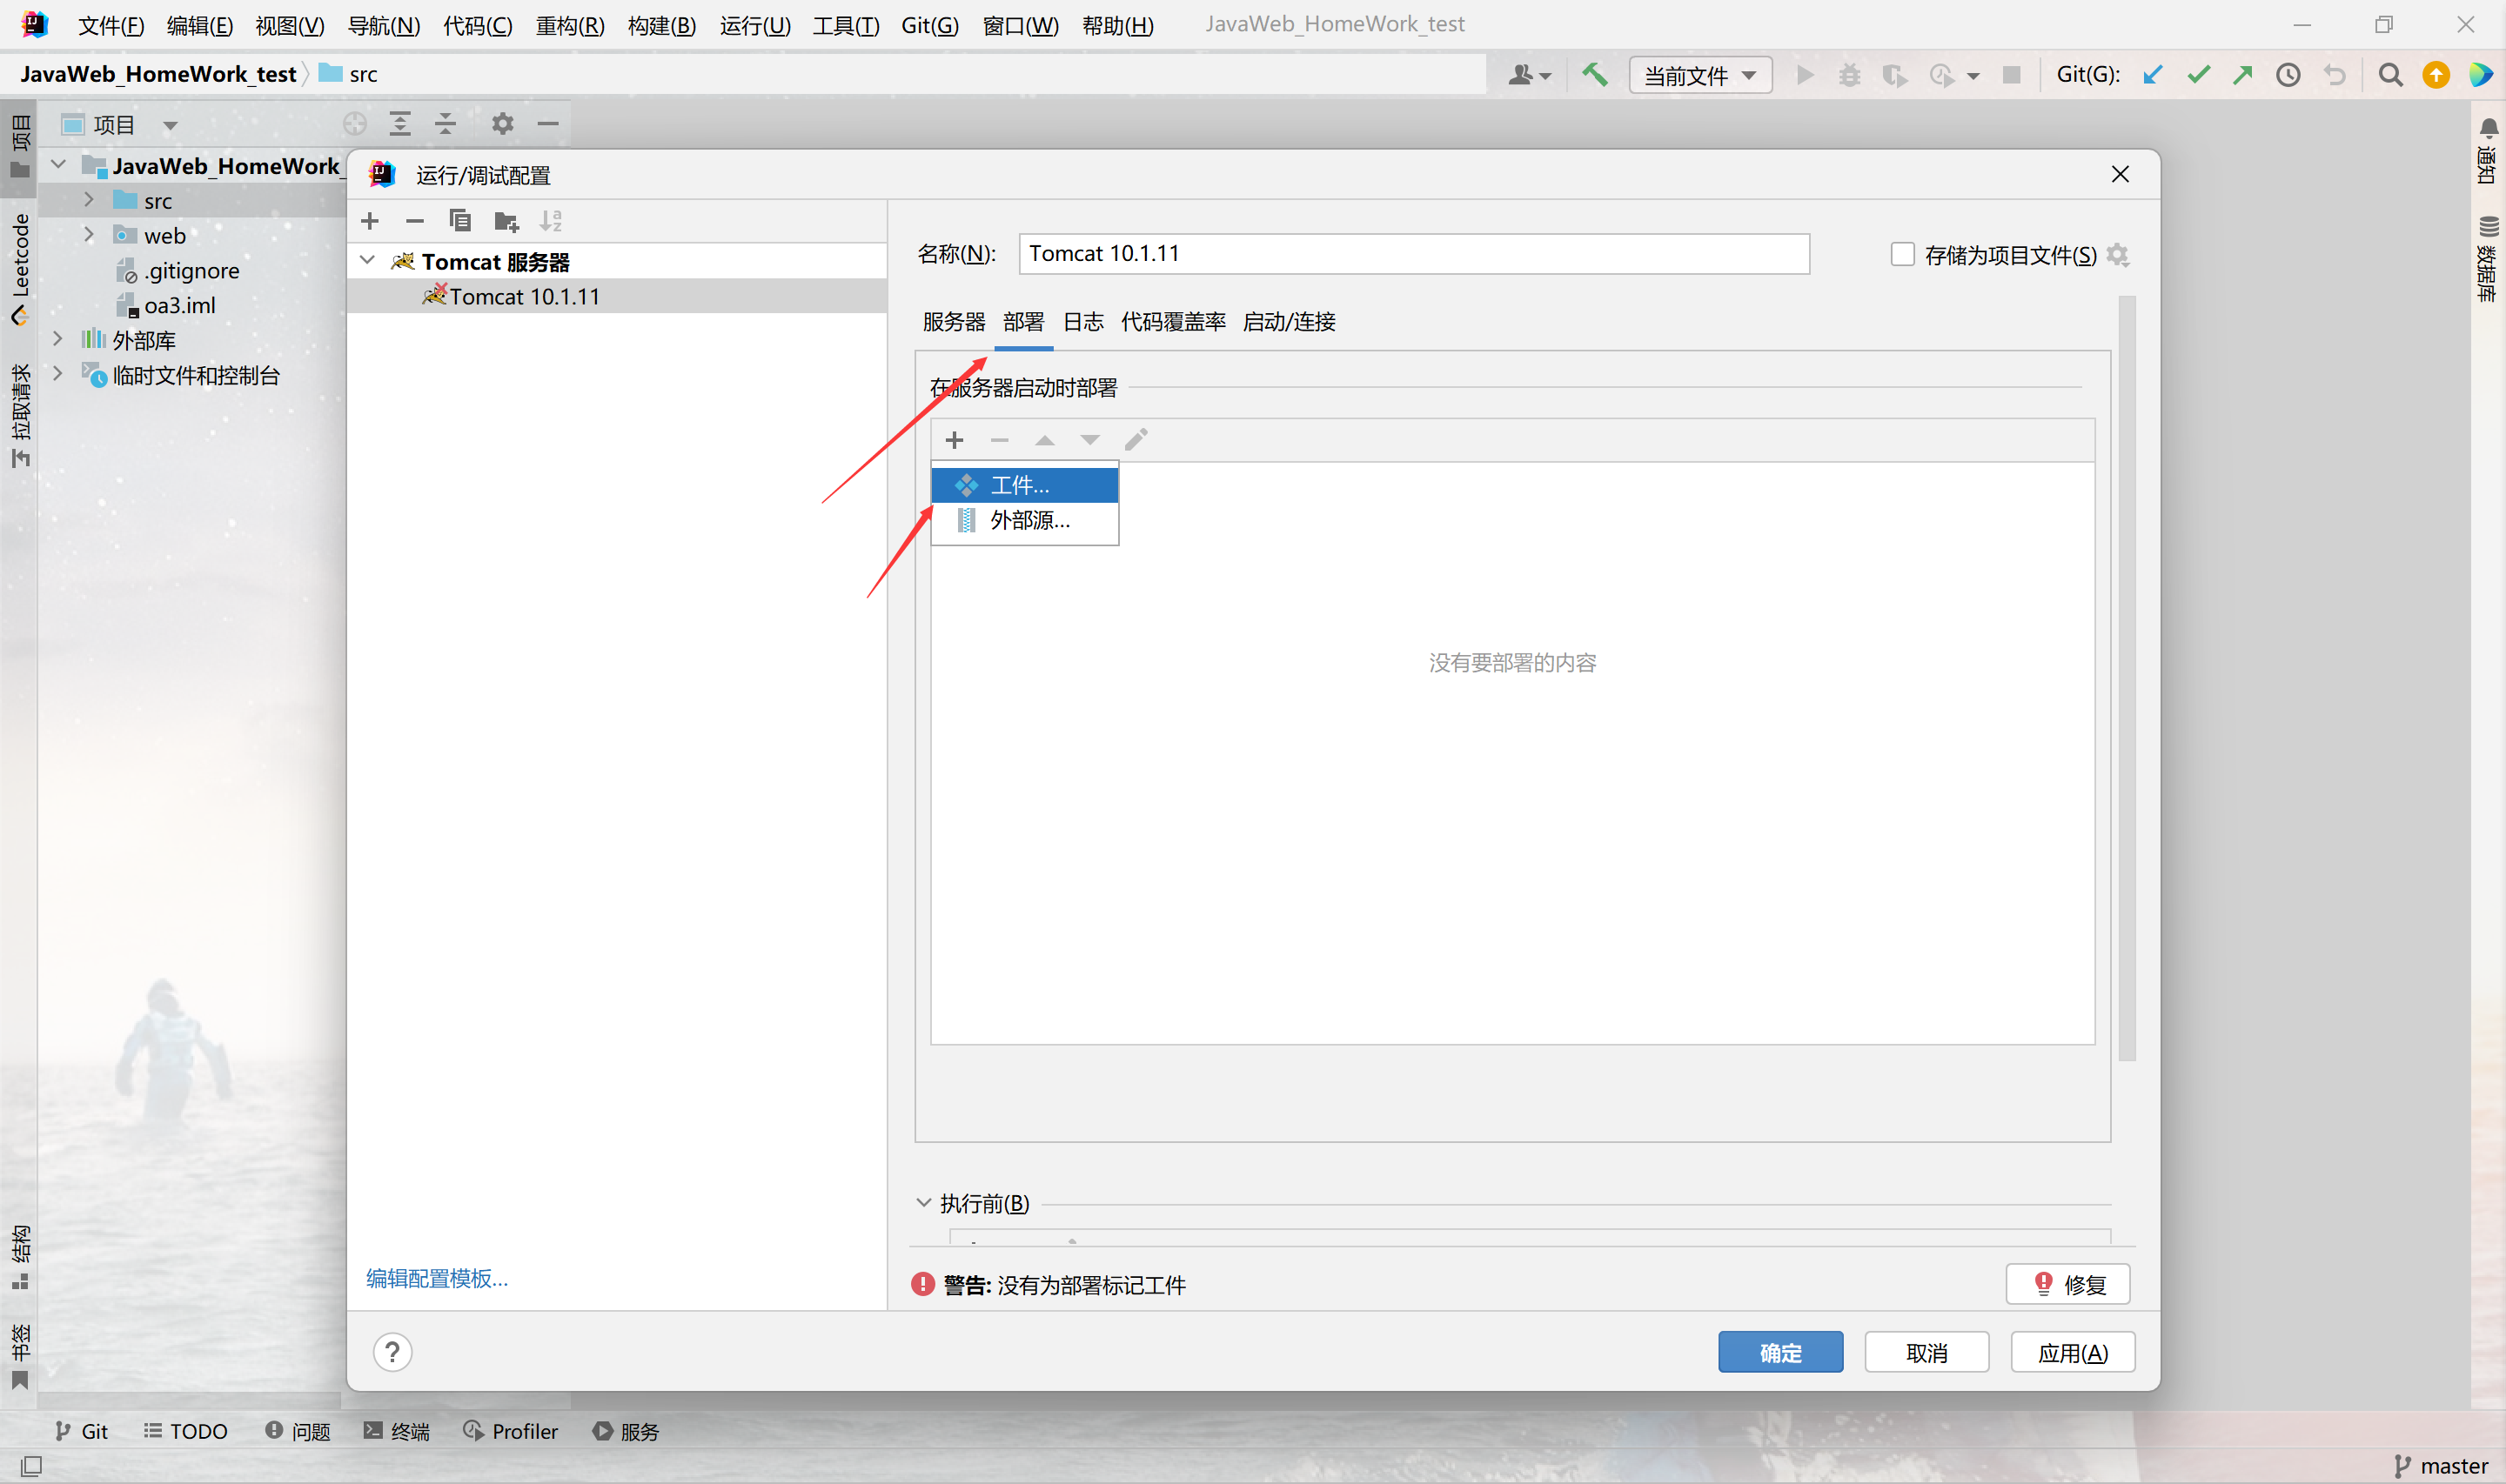 文件(F) 编辑(E) 视图(V) 导航(N) 代码(C) 重构(R) 构建(B) 运行(U) 工具(T) Git(G) 窗口(W) 帮助(H) JavaWeb_HomeWork_test
JavaWeb_HomeWork_test src 当前文件 Git(G):
项目
项目
Leetcode
拉取请求
结构
书签
JavaWeb_HomeWork_
src
web
.gitignore
oa3.iml
外部库
临时文件和控制台
运行/调试配置
Tomcat 服务器
Tomcat 10.1.11
编辑配置模板...
名称(N): Tomcat 10.1.11 存储为项目文件(S)
服务器 部署 日志 代码覆盖率 启动/连接
在服务器启动时部署
工件...
外部源...
没有要部署的内容
执行前(B)
警告: 没有为部署标记工件 修复
? 确定 取消 应用(A)
通知
数据库
Git TODO 问题 终端 Profiler 服务
master